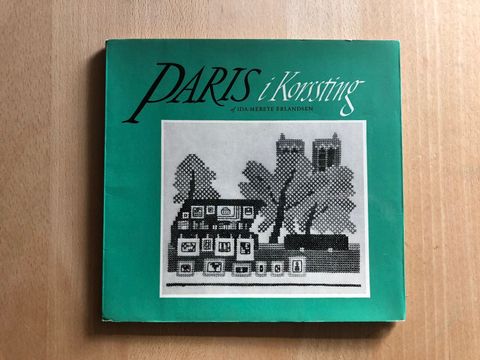 PARIS i Korssting
af IDA-MERETE ERLANDSEN